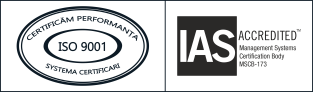 CERTIFICĂM PERFORMANȚA
ISO 9001
SYSTEMA CERTIFICARI
IAS ACCREDITED™
Management Systems
Certification Body
MSCB-173